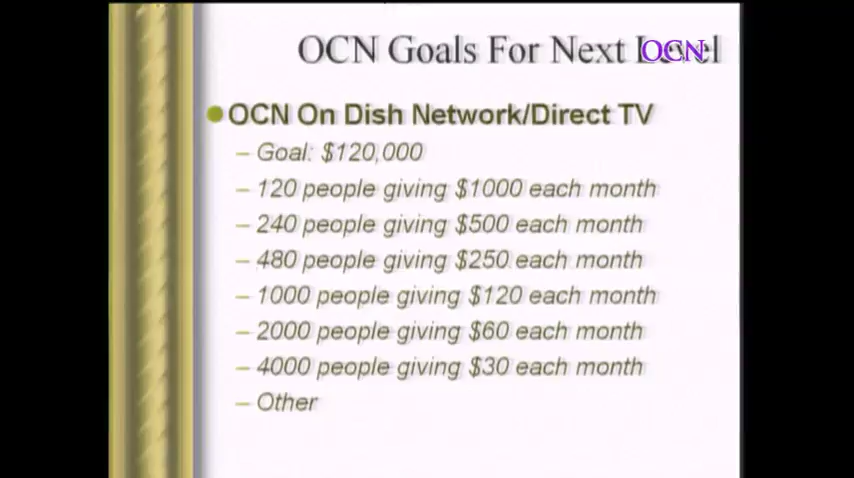 OCN Goals For Next Level
OCN
OCN On Dish Network/Direct TV
– Goal: $120,000
– 120 people giving $1000 each month
– 240 people giving $500 each month
– 480 people giving $250 each month
– 1000 people giving $120 each month
– 2000 people giving $60 each month
– 4000 people giving $30 each month
– Other